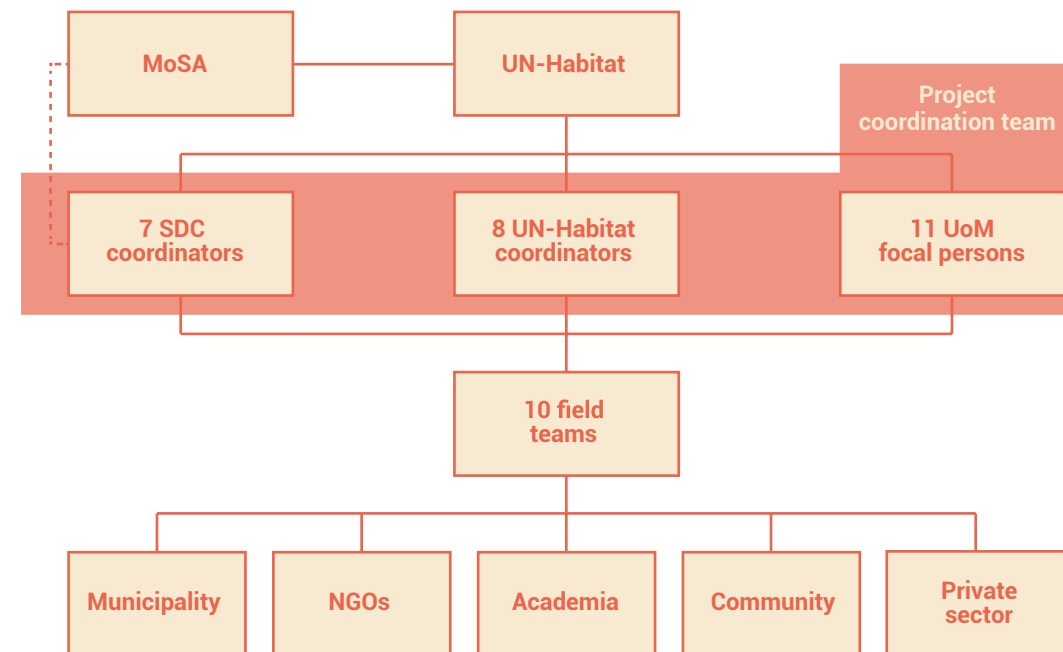 MoSA
UN-Habitat
Project
coordination team
7 SDC
coordinators
8 UN-Habitat
coordinators
11 UoM
focal persons
10 field
teams
Municipality
NGOs
Academia
Community
Private
sector